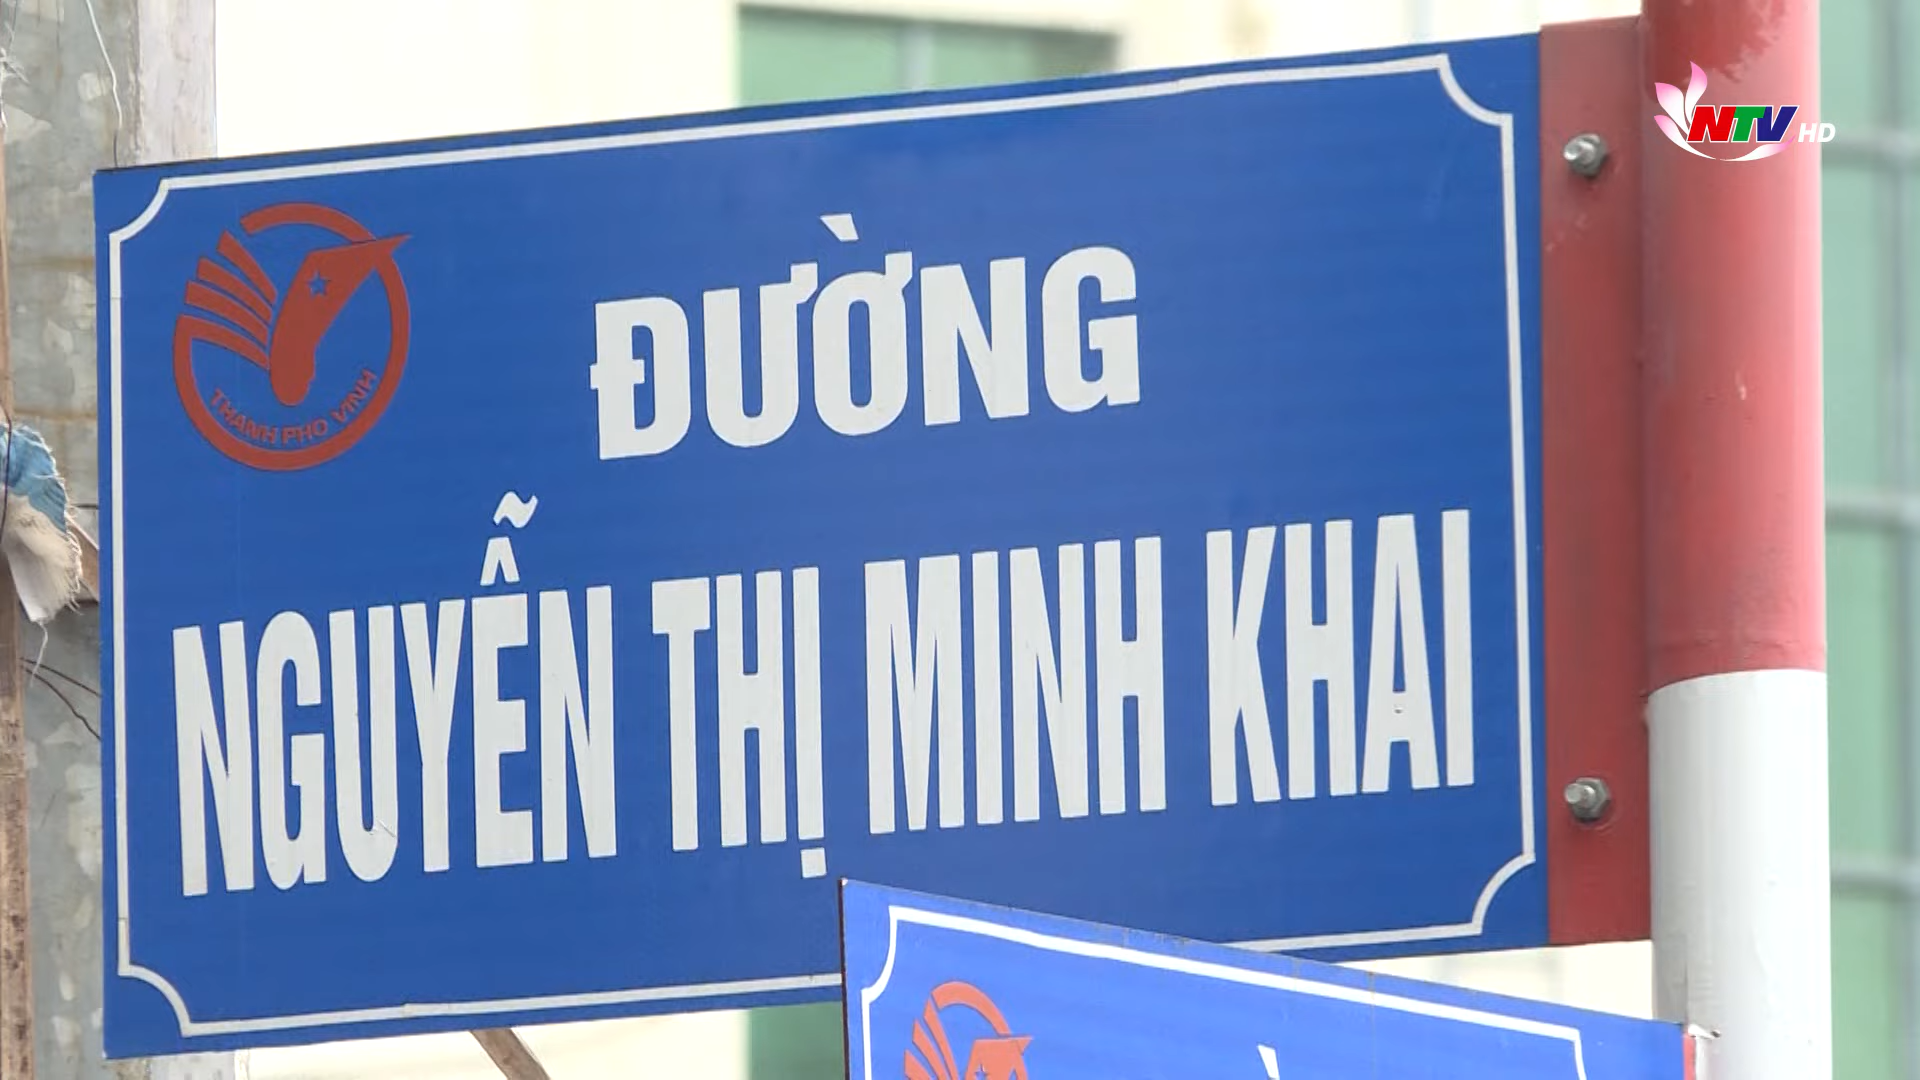 NTV HD
THANH PHO VINH
ĐƯỜNG
NGUYỄN THỊ MINH KHAI